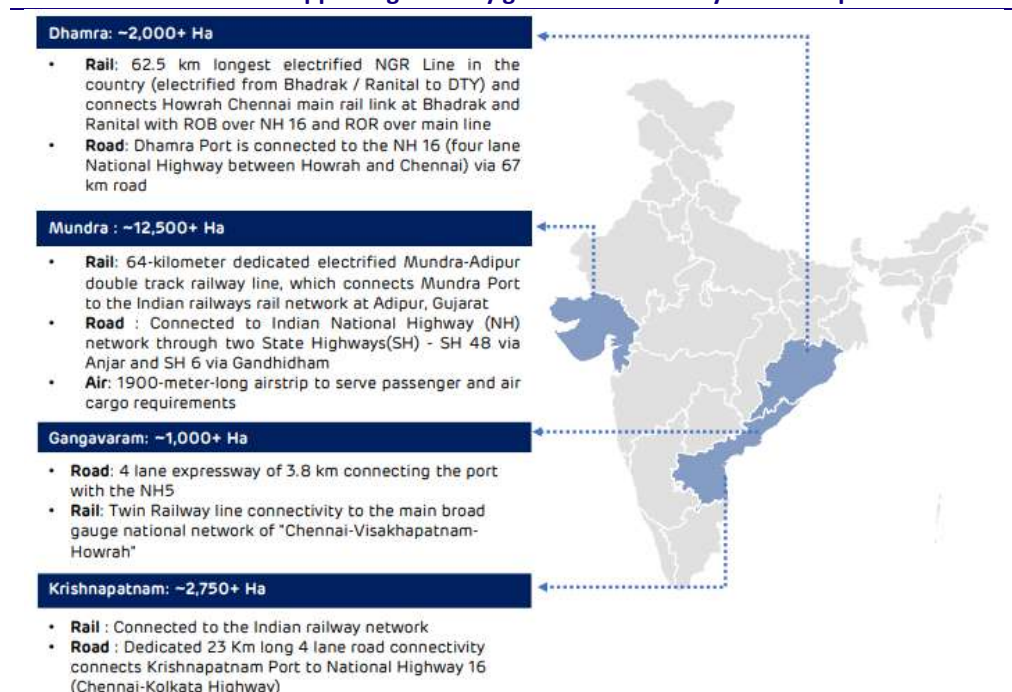 Dhamra: ~2,000+ Ha
• Rail: 62.5 km longest electrified NGR Line in the
country (electrified from Bhadrak / Ranital to DTY) and
connects Howrah Chennai main rail link at Bhadrak and
Ranital with ROB over NH 16 and ROR over main line
• Road: Dhamra Port is connected to the NH 16 (four lane
National Highway between Howrah and Chennai) via 67
km road
Mundra : ~12,500+ Ha
• Rail: 64-kilometer dedicated electrified Mundra-Adipur
double track railway line, which connects Mundra Port
to the Indian railways rail network at Adipur, Gujarat
• Road : Connected to Indian National Highway (NH)
network through two State Highways(SH) - SH 48 via
Anjar and SH 6 via Gandhidham
• Air: 1900-meter-long airstrip to serve passenger and air
cargo requirements
Gangavaram: ~1,000+ Ha
• Road: 4 lane expressway of 3.8 km connecting the port
with the NH5
• Rail: Twin Railway line connectivity to the main broad
gauge national network of "Chennai-Visakhapatnam-
Howrah"
Krishnapatnam: ~2,750+ Ha
• Rail : Connected to the Indian railway network
• Road : Dedicated 23 Km long 4 lane road connectivity
connects Krishnapatnam Port to National Highway 16
(Chennai-Kolkata Highway)